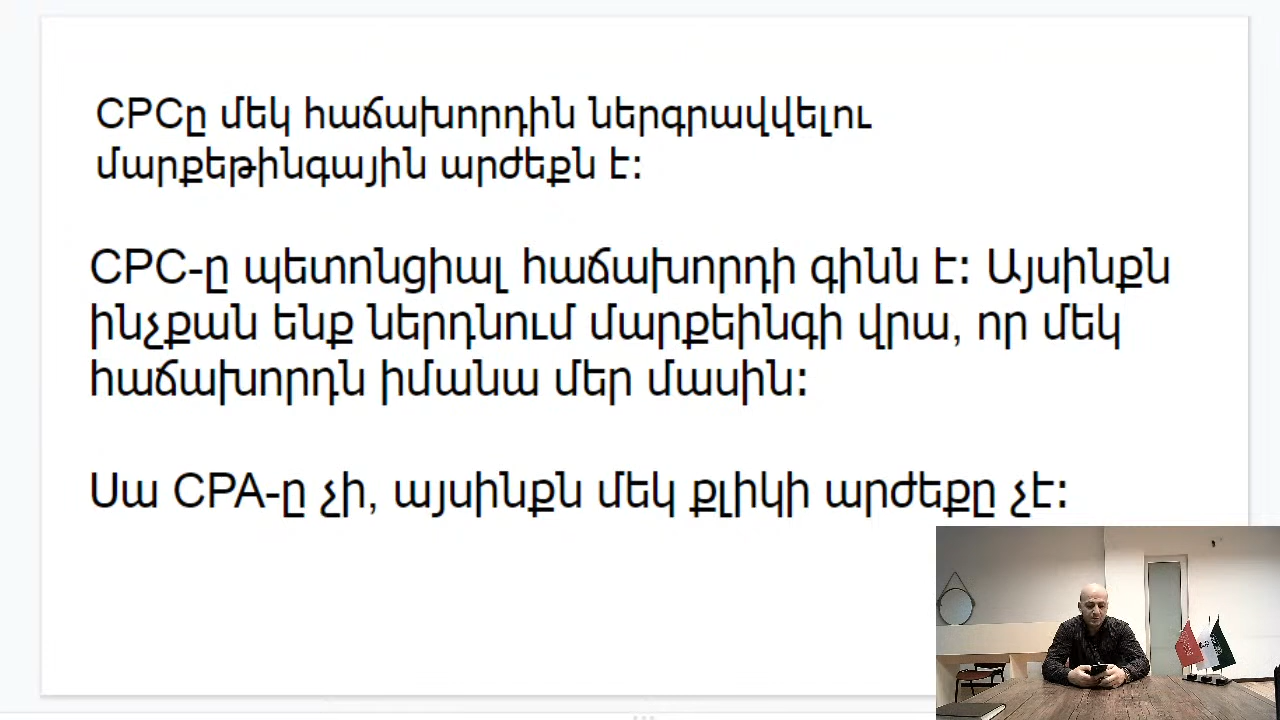 CPCը մեկ հաճախորդին ներգրավվելու
մարքեթինգային արժեքն է:
CPC-ը պետոնցիալ հաճախորդի գինն է: Այսինքն
ինչքան ենք ներդնում մարքեինգի վրա, որ մեկ
հաճախորդն իմանա մեր մասին:
Սա CPA-ը չի, այսինքն մեկ քլիկի արժեքը չէ: